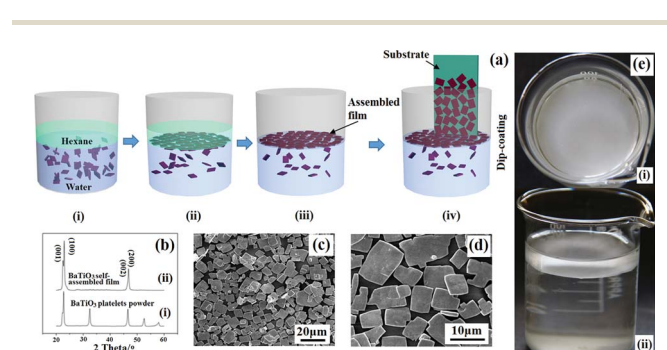 Substrate
(a)
(e)
Assembled
film
Hexane
Water
Dip-coating
(i)
(ii)
(iii)
(iv)
(i)
(b)
(001)
(100)
(002)
(200)
BaTiO3 self-
assembled film
(ii)
BaTiO3 platelets powder
(i)
20
30
40
50
60
2 Theta/°
(c)
20μm
(d)
10μm
(ii)